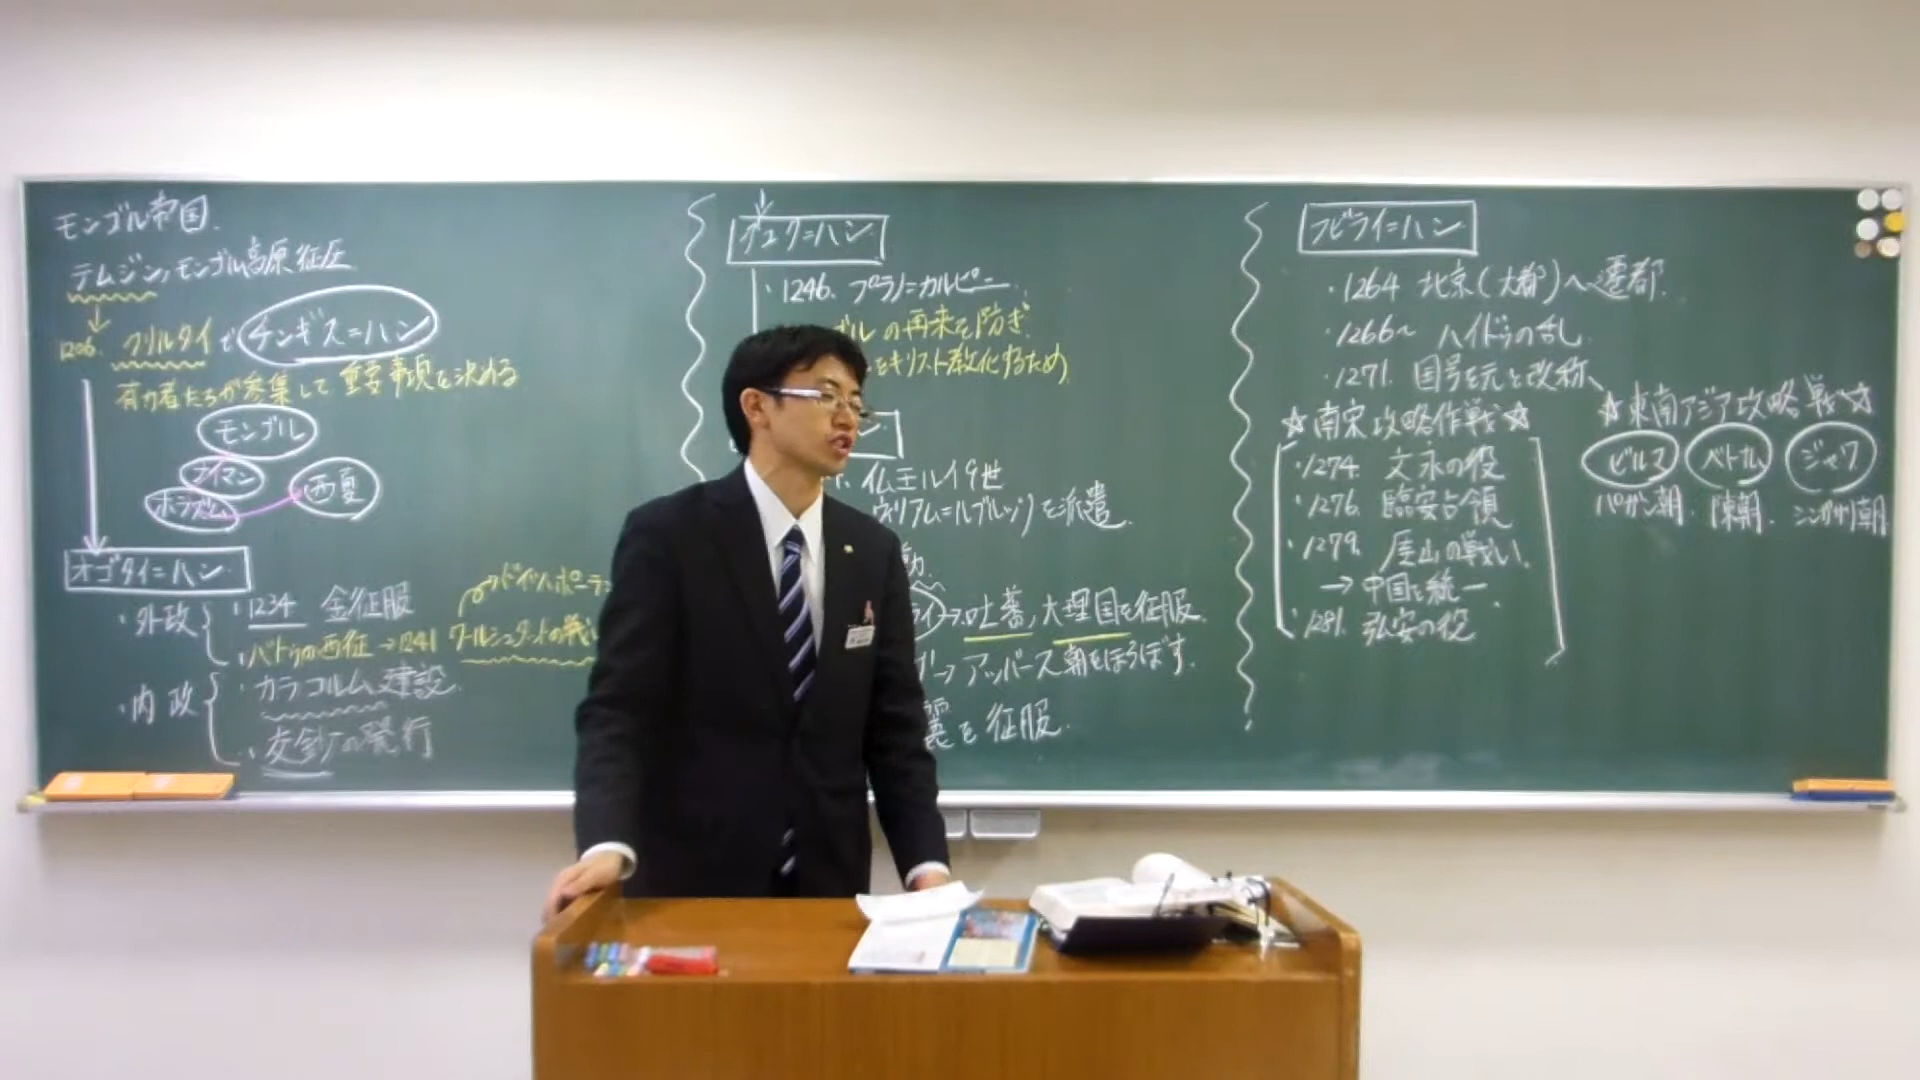 モンゴル帝国.
テムジン,モンゴル高原征圧
1206. クリルタイでチンギス=ハン
有力者たちが参集して重要事項を決める
モンゴル
ナイマン
ホラズム
西夏
オゴタイ=ハン
・外政
・1234 金征服
・バトゥの西征→1241 ワールシュタットの戦い
ドイツ,ポーラン
・内政
・カラコルム建設.
・交鈔の発行
オュク=ハン
・1246. プラノ=カルピニ
ゴルの再来を防ぎ
をキリスト教化するため
ン
仏王ルイ9世
ウィリアム=ルブルックを派遣.
→吐蕃,大理国を征服.
→アッバース朝をほろぼす.
麗を征服.
フビライ=ハン
・1264 北京(大都)へ遷都.
・1266~ ハイドゥの乱
・1271. 国号を元と改称
☆南宋攻略作戦☆
・1274. 文永の役
・1276. 臨安占領
・1279. 厓山の戦い.
→中国を統一.
・1281. 弘安の役
☆東南アジア攻略戦☆
ビルマ
ベトナム
ジャワ
パガン朝.
陳朝.
シンガサリ朝